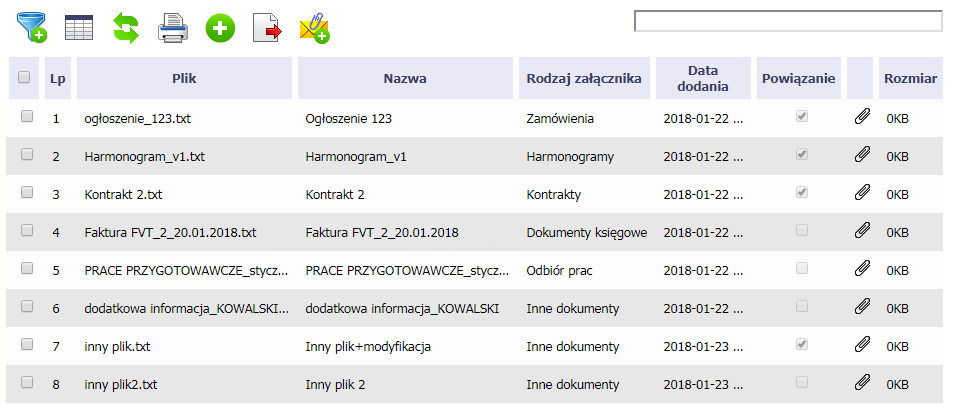 Lp Plik Nazwa Rodzaj załącznika Data dodania Powiązanie Rozmiar
1 ogłoszenie_123.txt Ogłoszenie 123 Zamówienia 2018-01-22 ... 0KB
2 Harmonogram_v1.txt Harmonogram_v1 Harmonogramy 2018-01-22 ... 0KB
3 Kontrakt 2.txt Kontrakt 2 Kontrakty 2018-01-22 ... 0KB
4 Faktura FVT_2_20.01.2018.txt Faktura FVT_2_20.01.2018 Dokumenty księgowe 2018-01-22 ... 0KB
5 PRACE PRZYGOTOWAWCZE_stycz... PRACE PRZYGOTOWAWCZE_stycz... Odbiór prac 2018-01-22 ... 0KB
6 dodatkowa informacja_KOWALSKI... dodatkowa informacja_KOWALSKI Inne dokumenty 2018-01-22 ... 0KB
7 inny plik.txt Inny plik+modyfikacja Inne dokumenty 2018-01-23 ... 0KB
8 inny plik2.txt Inny plik 2 Inne dokumenty 2018-01-23 ... 0KB